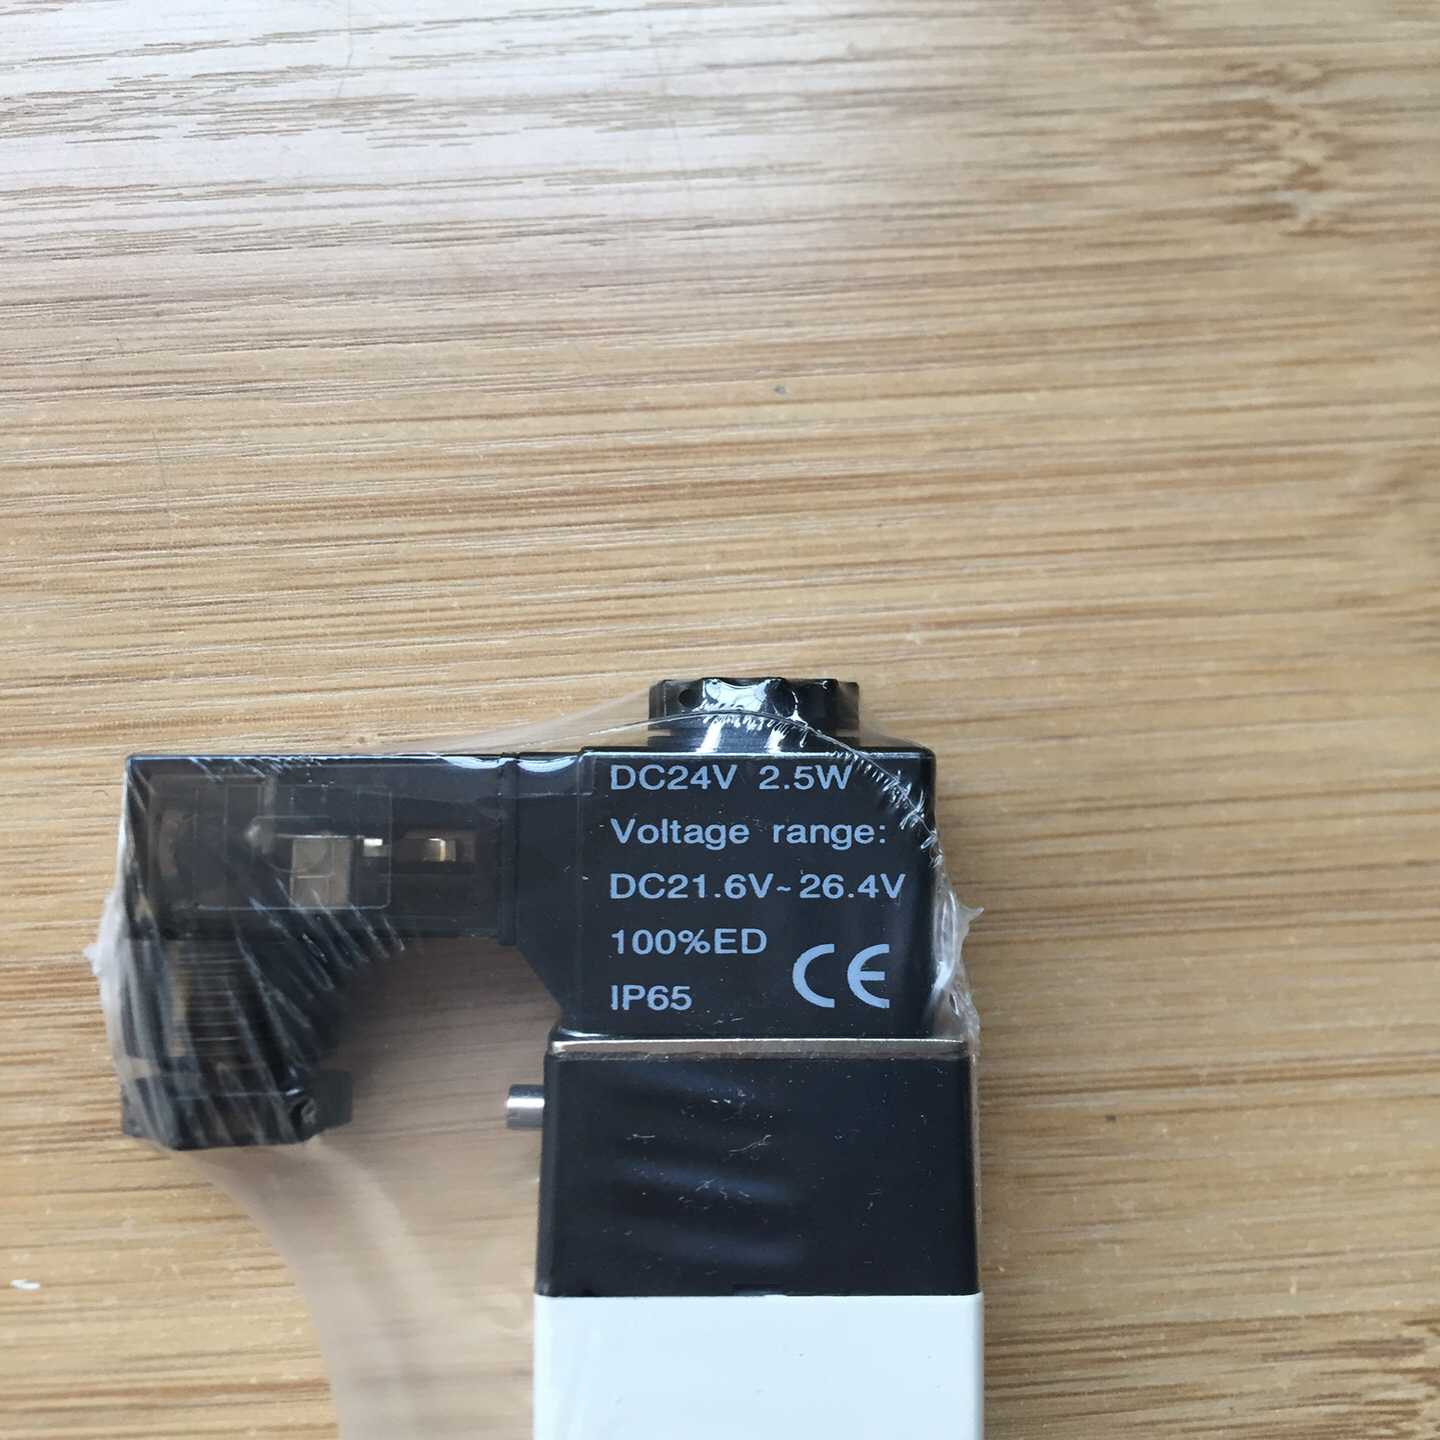 DC24V 2.5W
Voltage range:
DC21.6V~26.4V
100%ED
IP65 CE